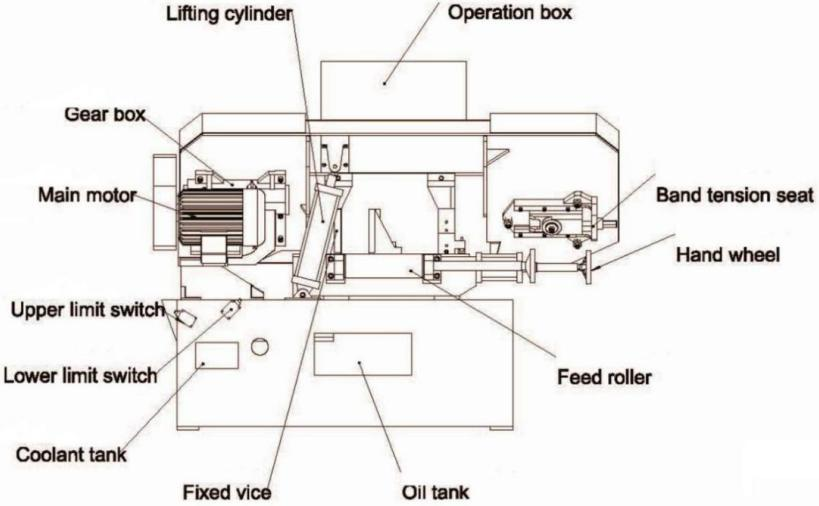 Lifting cylinder
Operation box
Gear box
Main motor
Band tension seat
Hand wheel
Upper limit switch
Lower limit switch
Feed roller
Coolant tank
Fixed vice
Oil tank